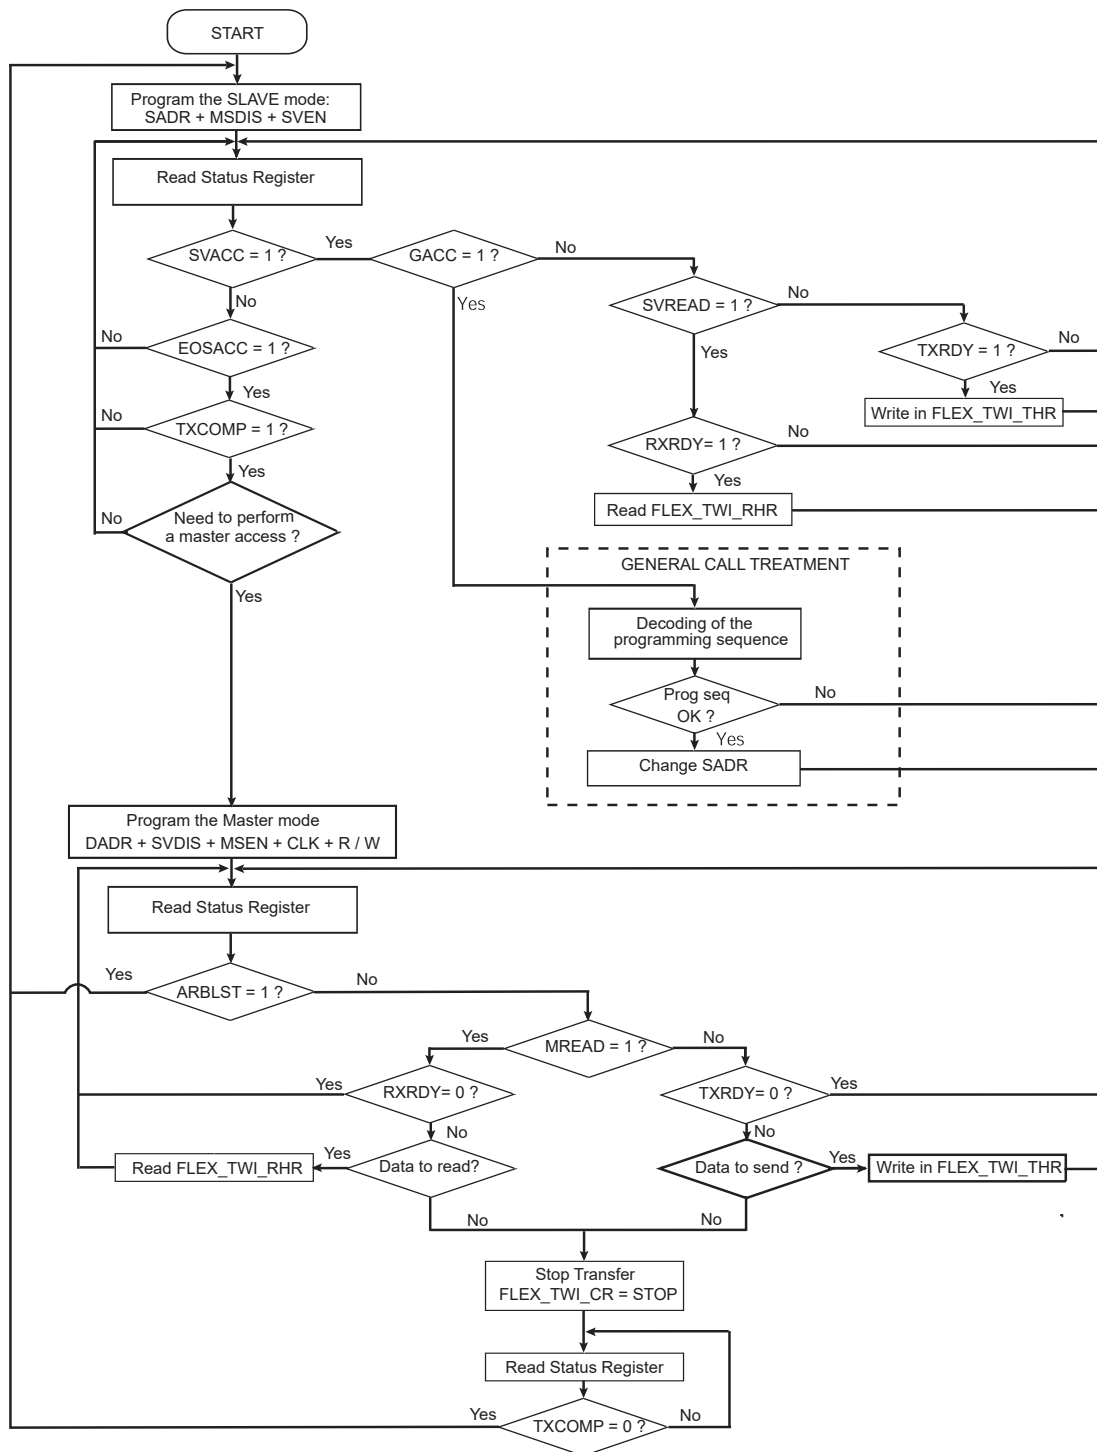 START
Program the SLAVE mode:
SADR + MSDIS + SVEN
Read Status Register
SVACC = 1 ?
Yes
GACC = 1 ?
No
No
Yes
SVREAD = 1 ?
No
EOSACC = 1 ?
No
Yes
TXRDY = 1 ?
No
Yes
Yes
Write in FLEX_TWI_THR
TXCOMP = 1 ?
No
Yes
RXRDY= 1 ?
No
Yes
Read FLEX_TWI_RHR
Need to perform
a master access ?
No
Yes
GENERAL CALL TREATMENT
Decoding of the
programming sequence
Prog seq
OK ?
No
Yes
Change SADR
Program the Master mode
DADR + SVDIS + MSEN + CLK + R / W
Read Status Register
Yes
ARBLST = 1 ?
No
Yes
MREAD = 1 ?
No
Yes
RXRDY= 0 ?
TXRDY= 0 ?
Yes
No
No
Read FLEX_TWI_RHR
Yes
Data to read?
Data to send ?
Yes
Write in FLEX_TWI_THR
No
No
Stop Transfer
FLEX_TWI_CR = STOP
Read Status Register
Yes
TXCOMP = 0 ?
No